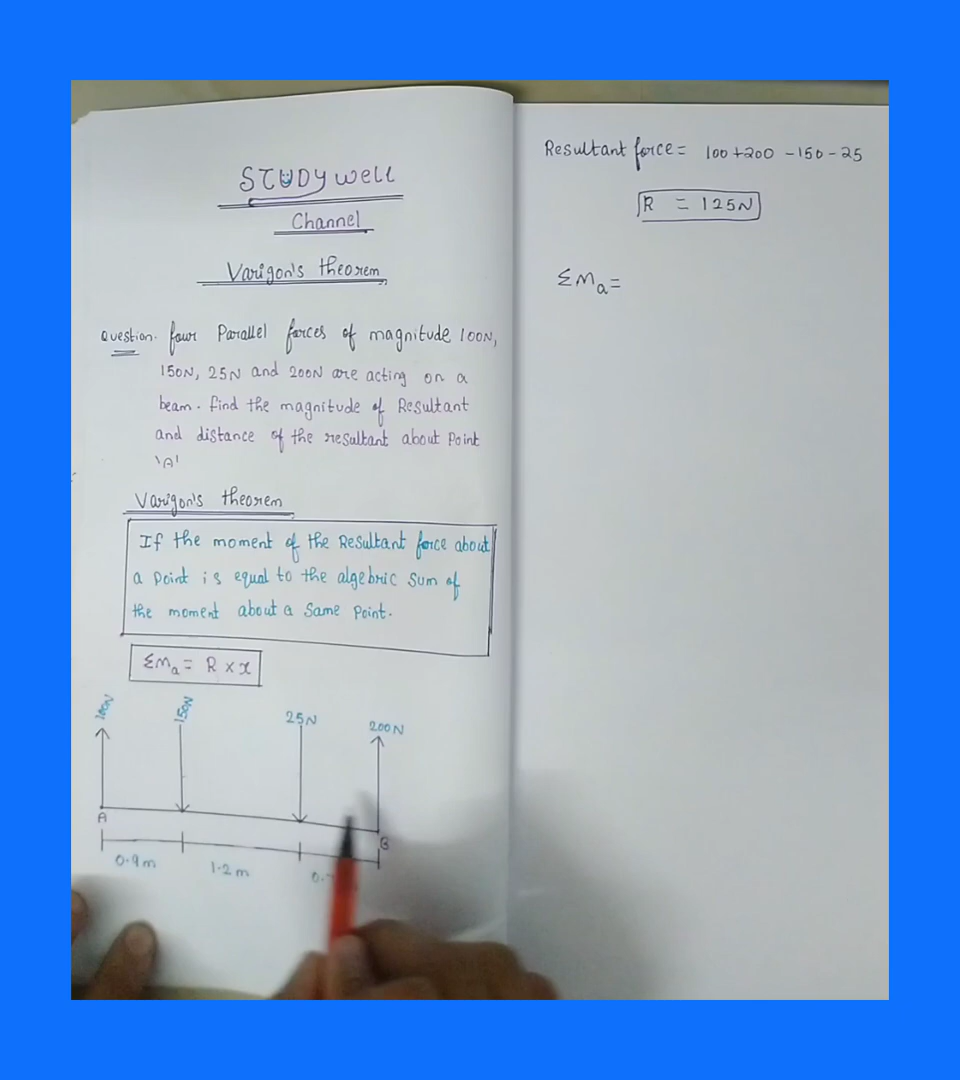 STUDY well
Channel
Varigon's theorem
Question. four Parallel forces of magnitude 100N,
150N, 25N and 200N are acting on a
beam. find the magnitude of Resultant
and distance of the resultant about Point
'A'
Varigon's theorem
If the moment of the Resultant force about
a point is equal to the algebric sum of
the moment about a Same Point.
ΣMa = R × x
100N 150N 25N 200N
A B
0.9m 1.2 m
Resultant force = 100 + 200 - 150 - 25
R = 125N
ΣMa =